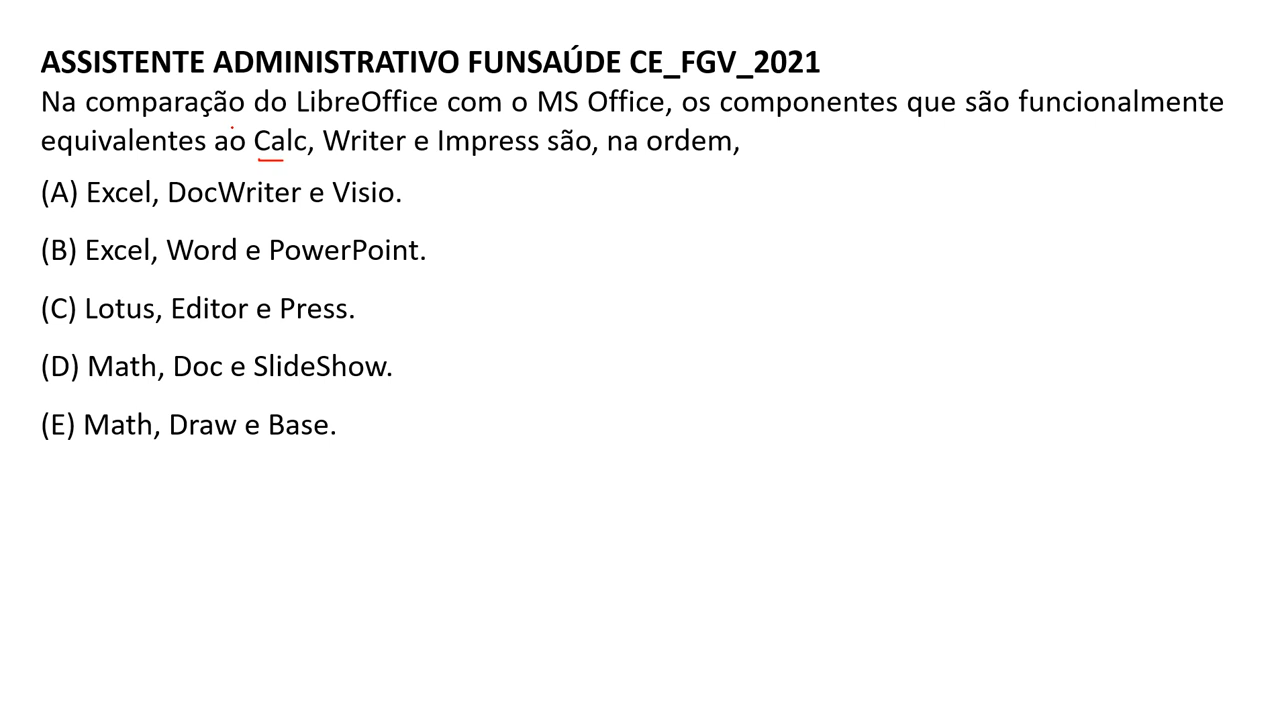 ASSISTENTE ADMINISTRATIVO FUNSAÚDE CE_FGV_2021
Na comparação do LibreOffice com o MS Office, os componentes que são funcionalmente
equivalentes ao Calc, Writer e Impress são, na ordem,
(A) Excel, DocWriter e Visio.
(B) Excel, Word e PowerPoint.
(C) Lotus, Editor e Press.
(D) Math, Doc e SlideShow.
(E) Math, Draw e Base.